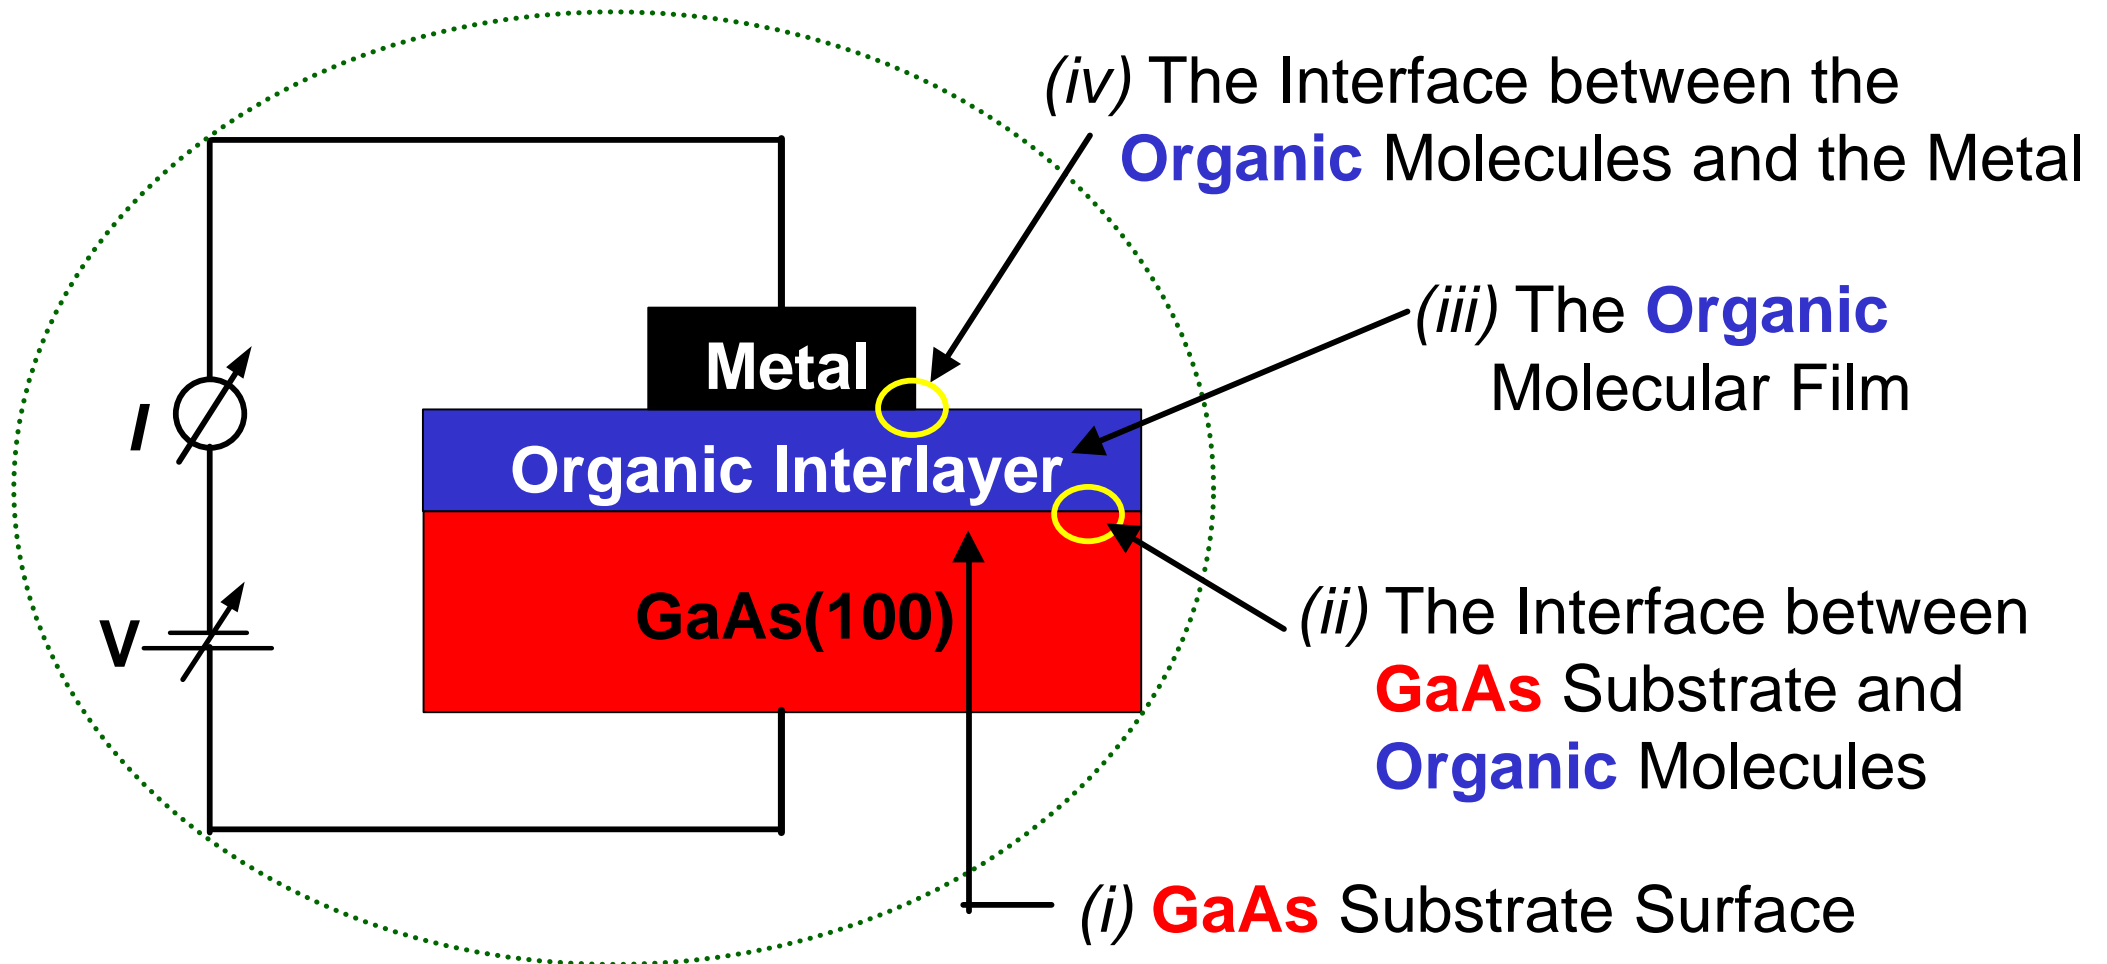 (iv) The Interface between the
Organic Molecules and the Metal
(iii) The Organic
Molecular Film
Metal
I
Organic Interlayer
GaAs(100)
V
(ii) The Interface between
GaAs Substrate and
Organic Molecules
(i) GaAs Substrate Surface